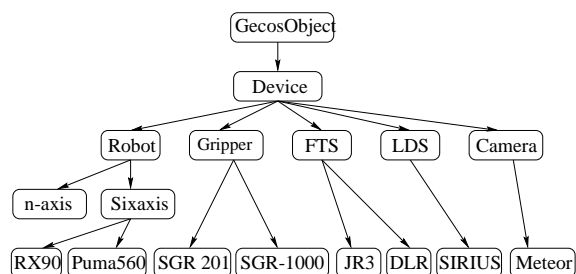 GecosObject
Device
Robot Gripper FTS LDS Camera
n-axis Sixaxis
RX90 Puma560 SGR 201 SGR-1000 JR3 DLR SIRIUS Meteor